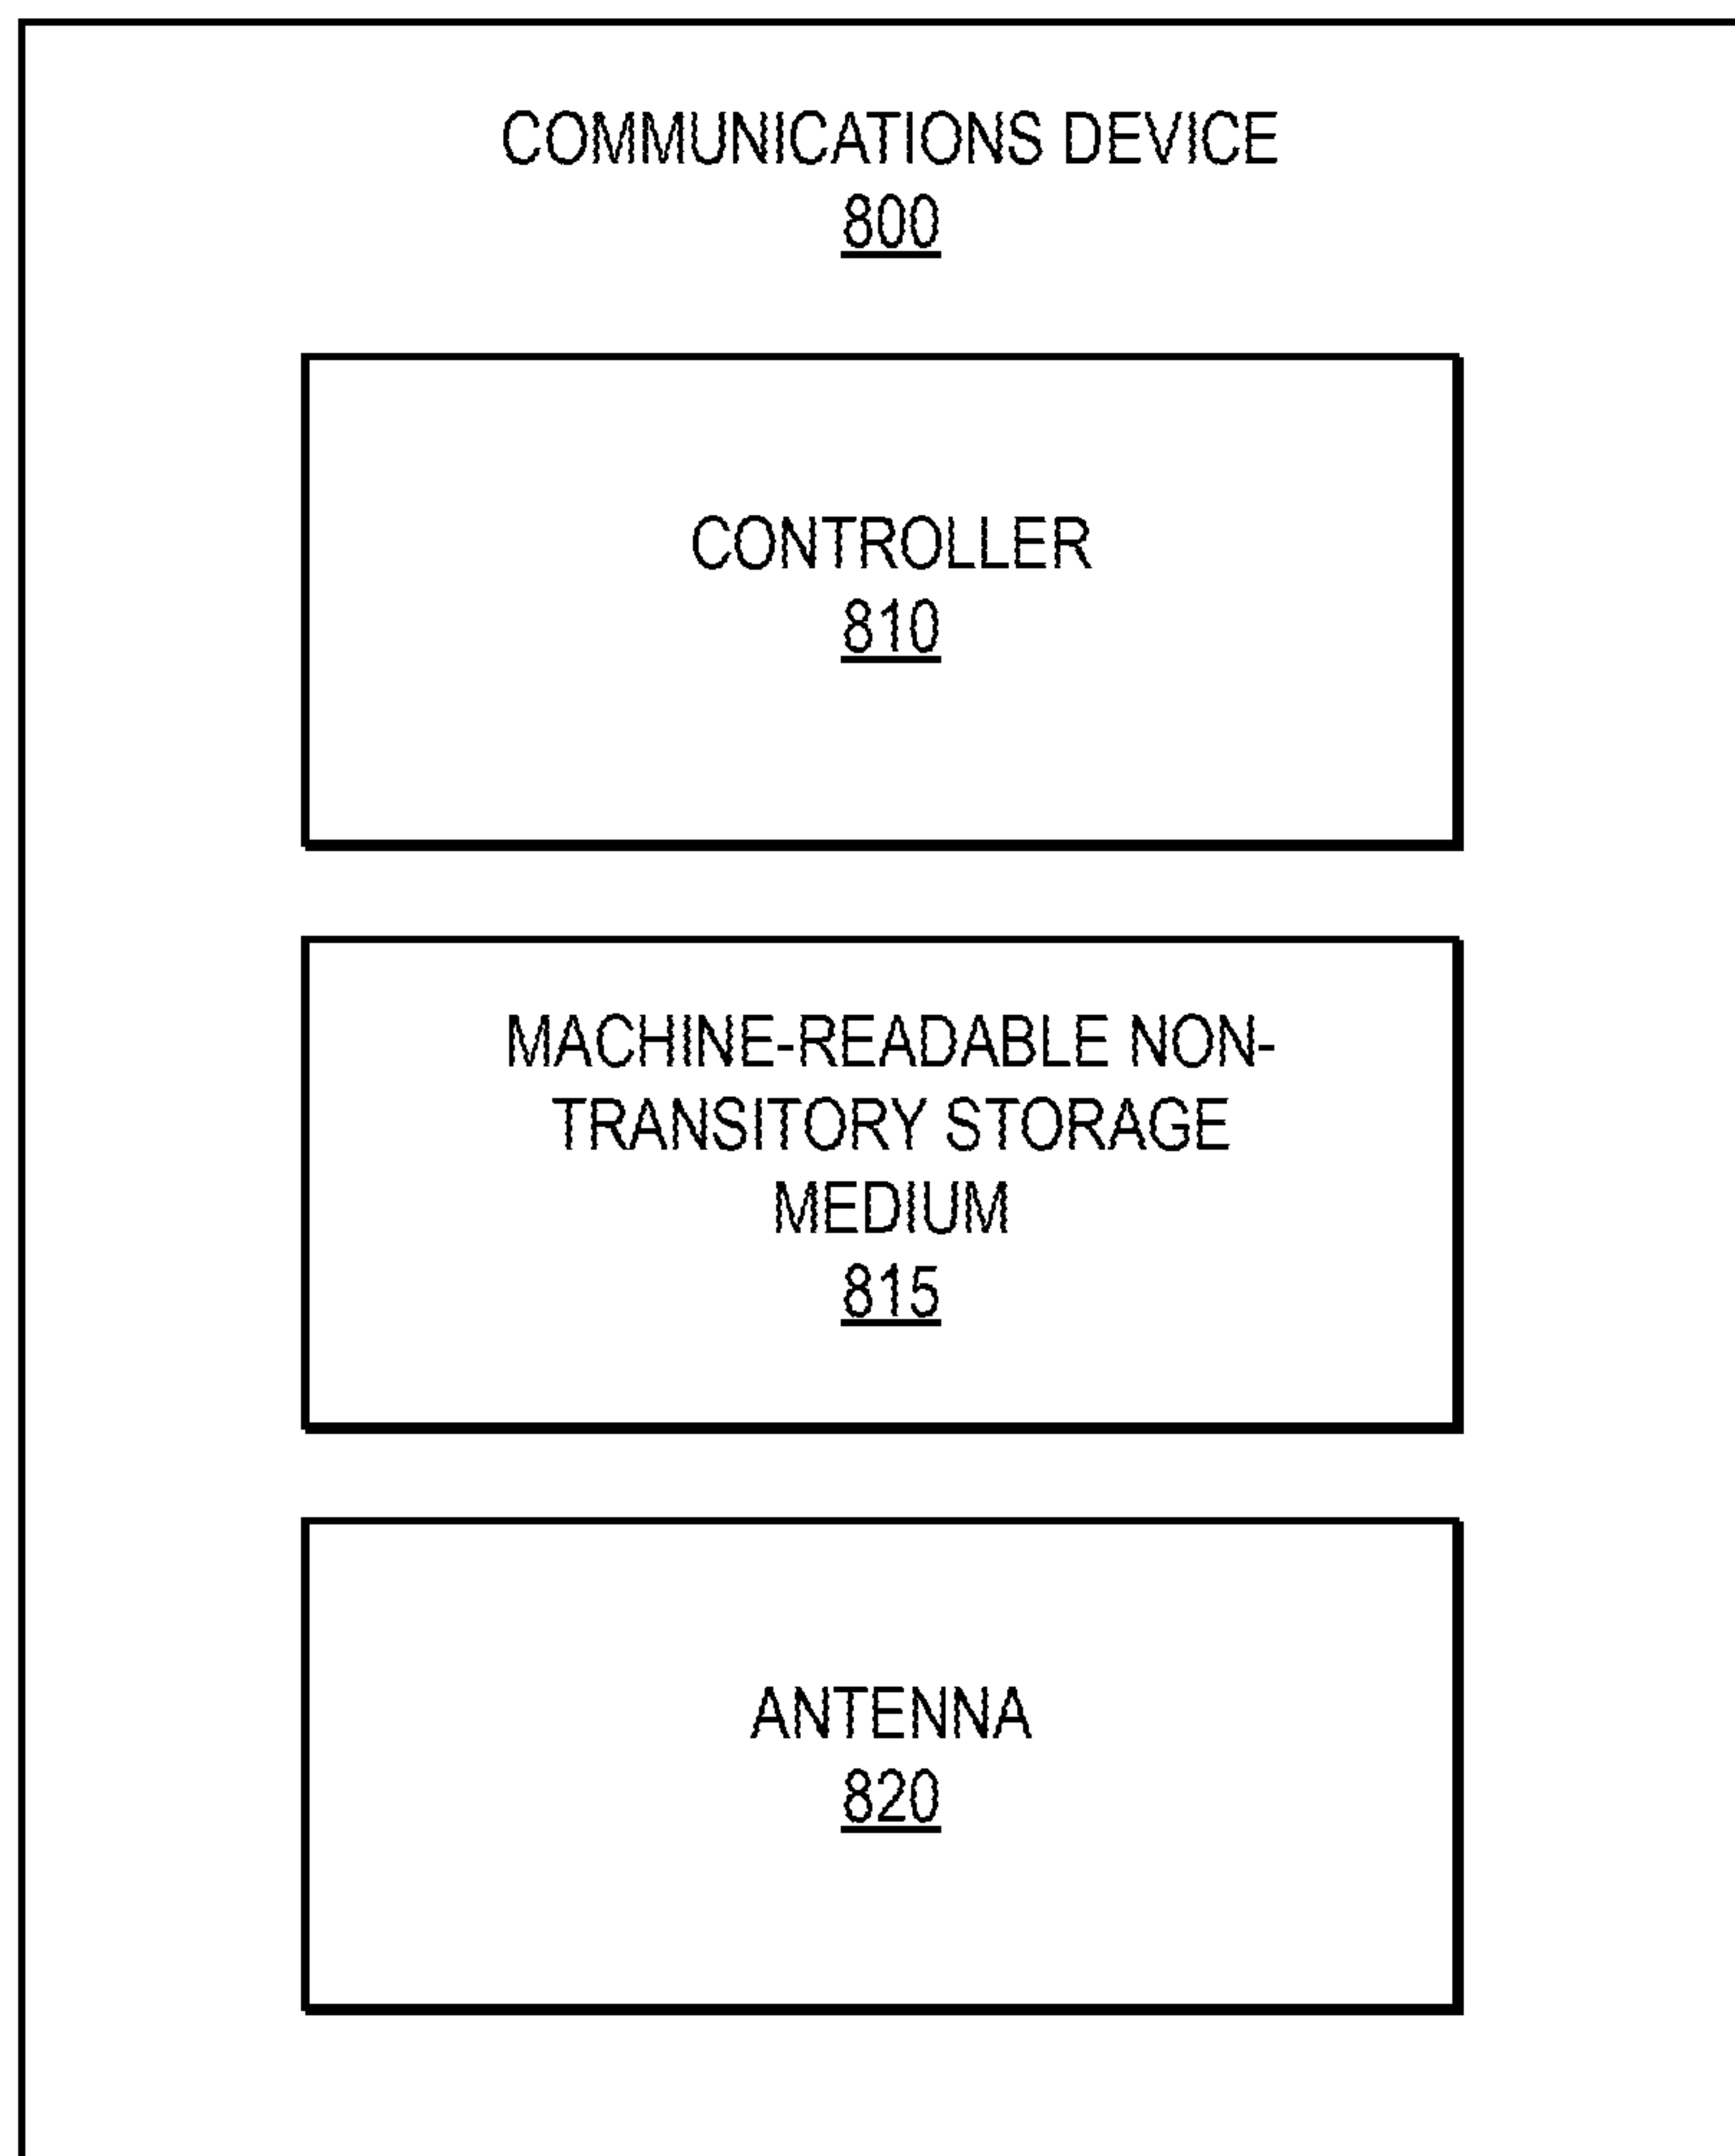 COMMUNICATIONS DEVICE
800
CONTROLLER
810
MACHINE-READABLE NON-
TRANSITORY STORAGE
MEDIUM
815
ANTENNA
820